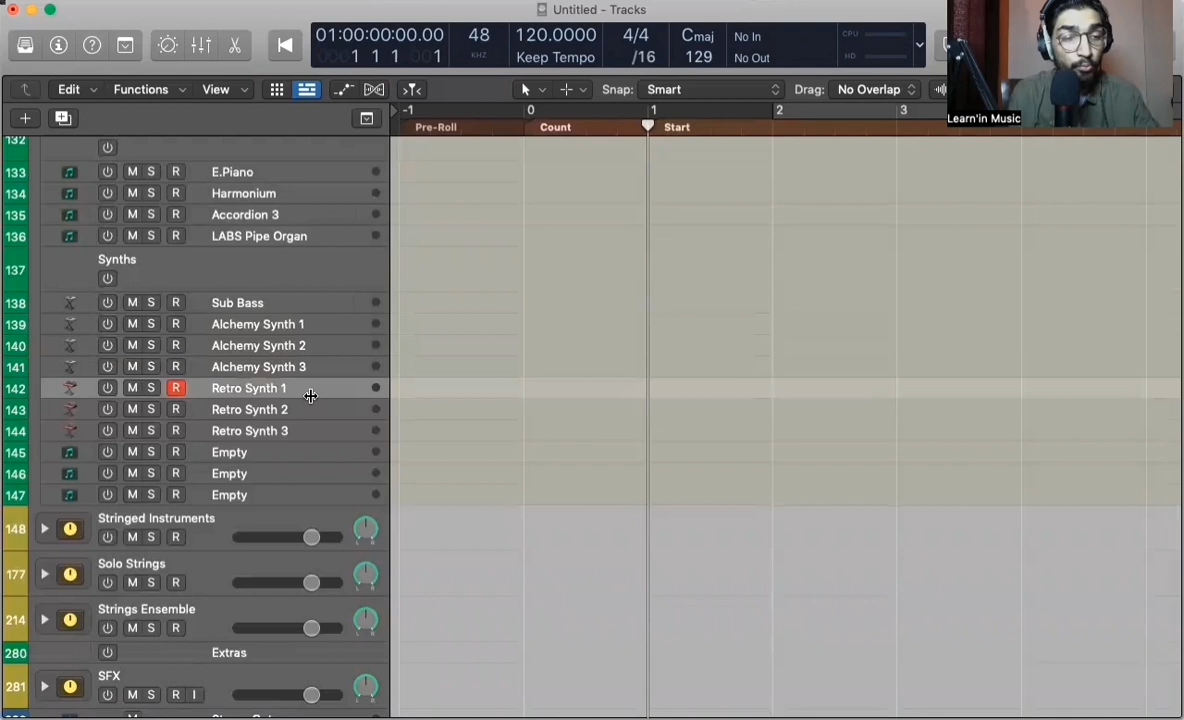 Untitled - Tracks
01:00:00:00.00
1 1 1 1
48
KHZ
120.0000
Keep Tempo
4/4
/16
Cmaj
129
No In
No Out
CPU
HD
Edit
Functions
View
Snap: Smart
Drag: No Overlap
-1 0 1 2 3
Pre-Roll
Count
Start
Learn'in Music
132
133 M S R E.Piano
134 M S R Harmonium
135 M S R Accordion 3
136 M S R LABS Pipe Organ
137 Synths
138 M S R Sub Bass
139 M S R Alchemy Synth 1
140 M S R Alchemy Synth 2
141 M S R Alchemy Synth 3
142 M S R Retro Synth 1
143 M S R Retro Synth 2
144 M S R Retro Synth 3
145 M S R Empty
146 M S R Empty
147 M S R Empty
148 Stringed Instruments
M S R
177 Solo Strings
M S R
214 Strings Ensemble
M S R
280 Extras
281 SFX
M S R I